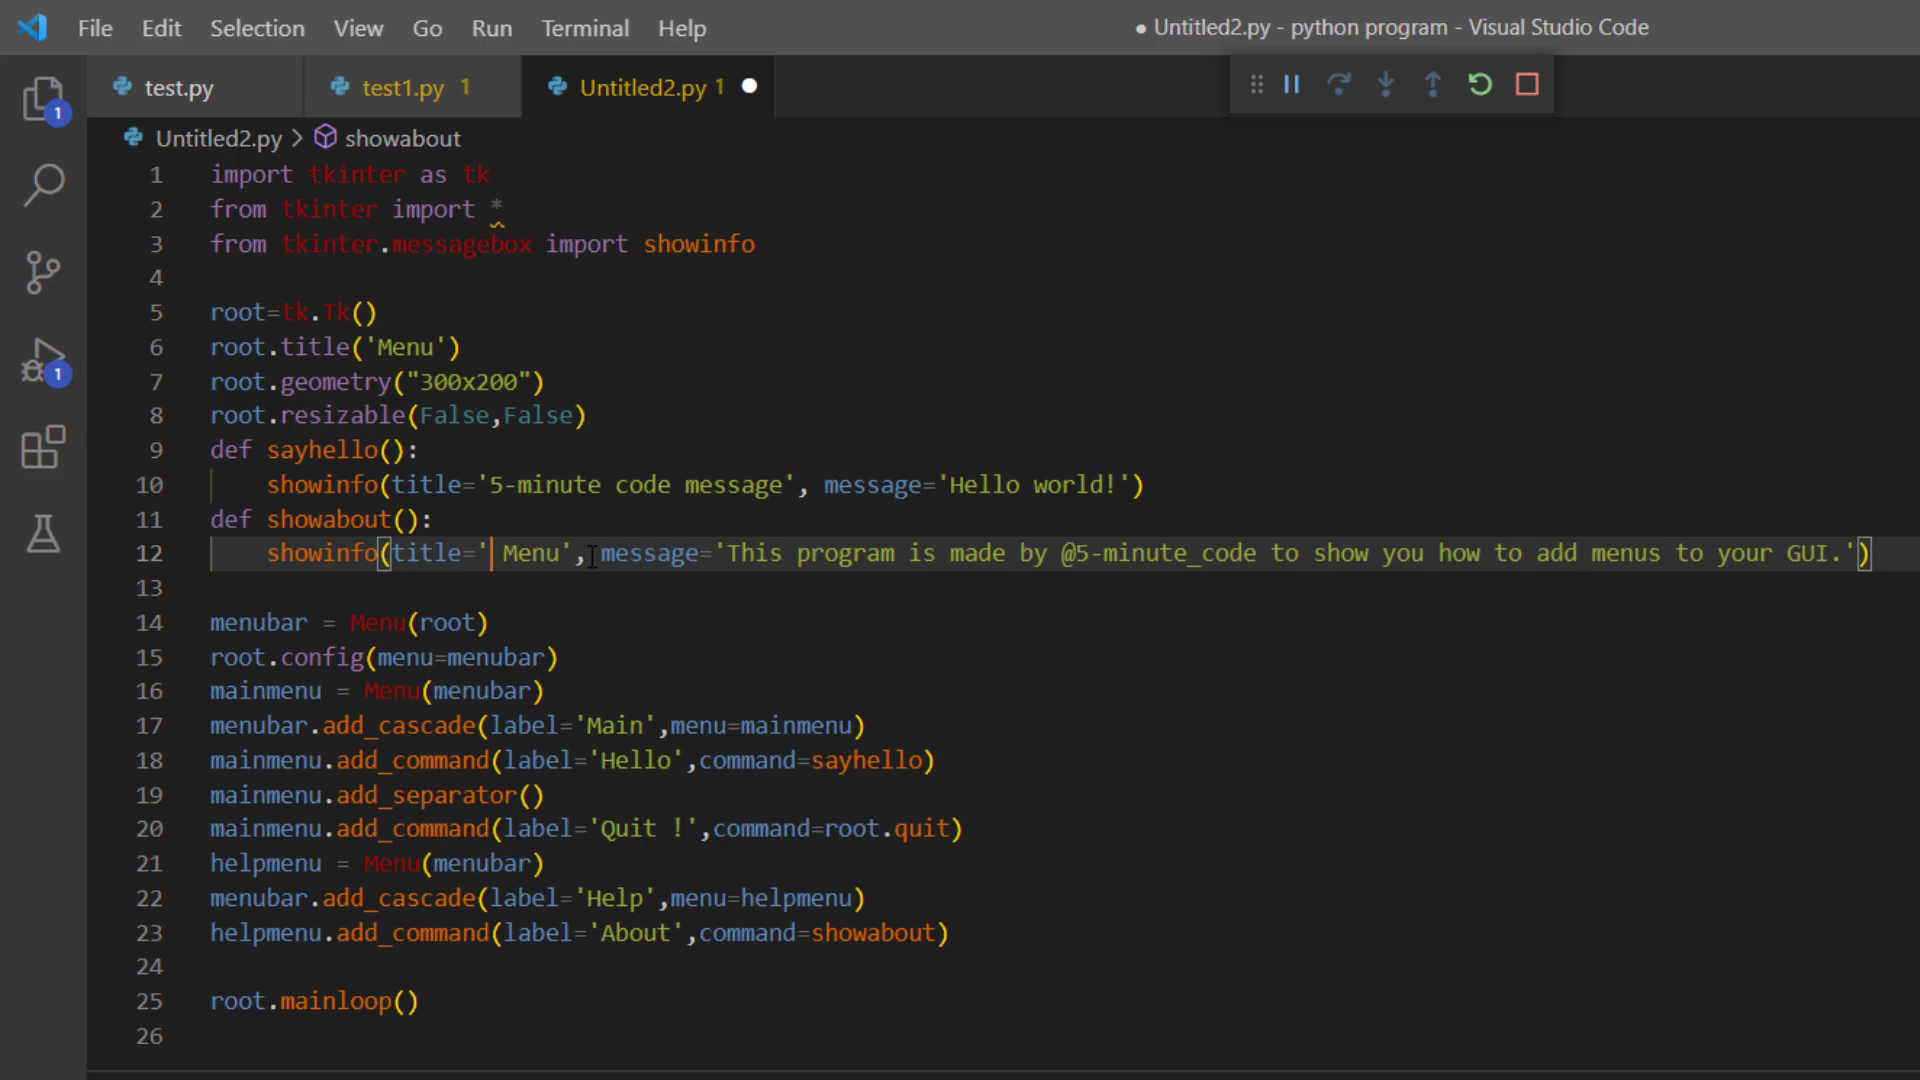 File Edit Selection View Go Run Terminal Help ● Untitled2.py - python program - Visual Studio Code
test.py test1.py 1 Untitled2.py 1
Untitled2.py > showabout
1 import tkinter as tk
2 from tkinter import *
3 from tkinter.messagebox import showinfo
4
5 root=tk.Tk()
6 root.title('Menu')
7 root.geometry("300x200")
8 root.resizable(False,False)
9 def sayhello():
10 showinfo(title='5-minute code message', message='Hello world!')
11 def showabout():
12 showinfo(title=' Menu', message='This program is made by @5-minute_code to show you how to add menus to your GUI.')
13
14 menubar = Menu(root)
15 root.config(menu=menubar)
16 mainmenu = Menu(menubar)
17 menubar.add_cascade(label='Main',menu=mainmenu)
18 mainmenu.add_command(label='Hello',command=sayhello)
19 mainmenu.add_separator()
20 mainmenu.add_command(label='Quit !',command=root.quit)
21 helpmenu = Menu(menubar)
22 menubar.add_cascade(label='Help',menu=helpmenu)
23 helpmenu.add_command(label='About',command=showabout)
24
25 root.mainloop()
26
1
1